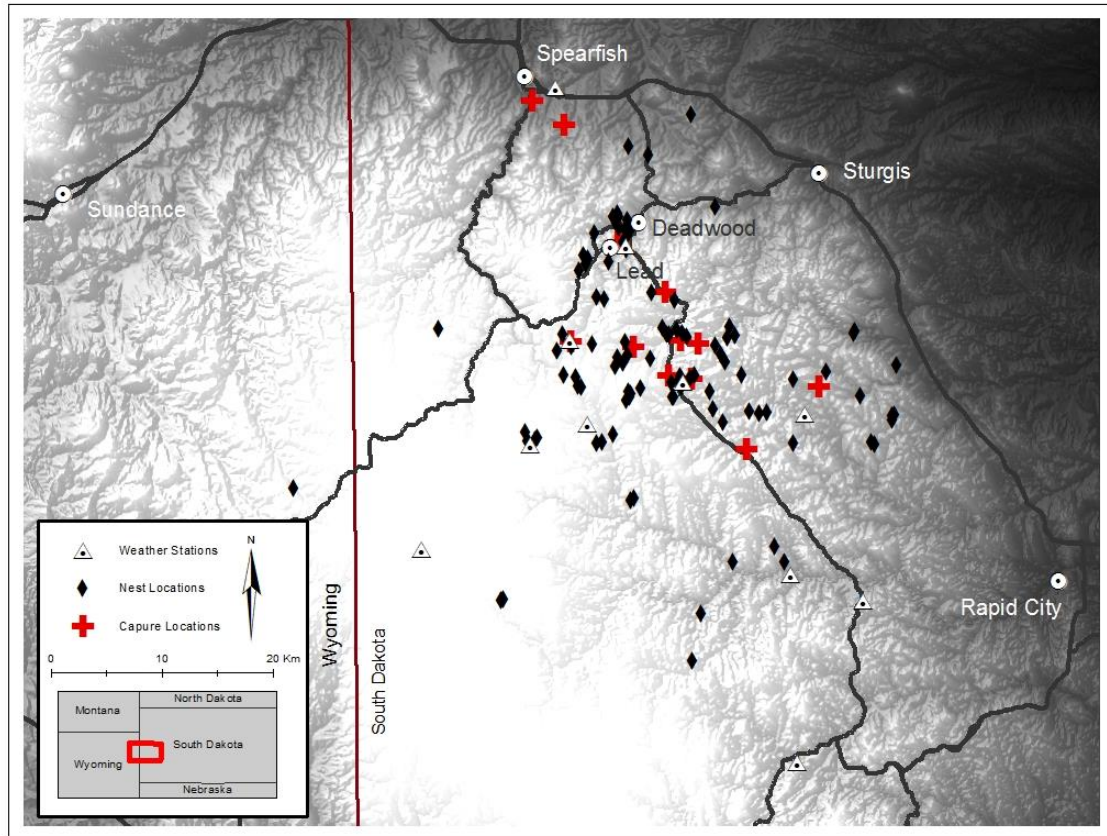 Spearfish
Sturgis
Sundance
Deadwood
Lead
Rapid City
Wyoming
South Dakota
Weather Stations
N
Nest Locations
Capure Locations
0 10 20 Km
North Dakota
Montana
South Dakota
Wyoming
Nebraska